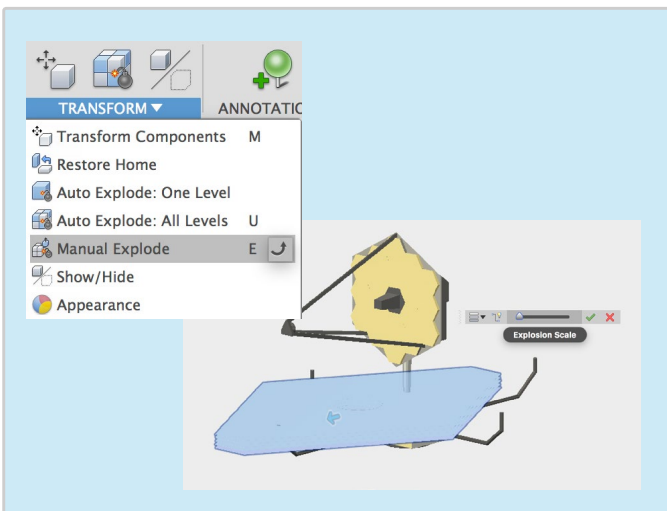 TRANSFORM▼
ANNOTATIO
Transform Components M
Restore Home
Auto Explode: One Level
Auto Explode: All Levels U
Manual Explode E
Show/Hide
Appearance
Explosion Scale